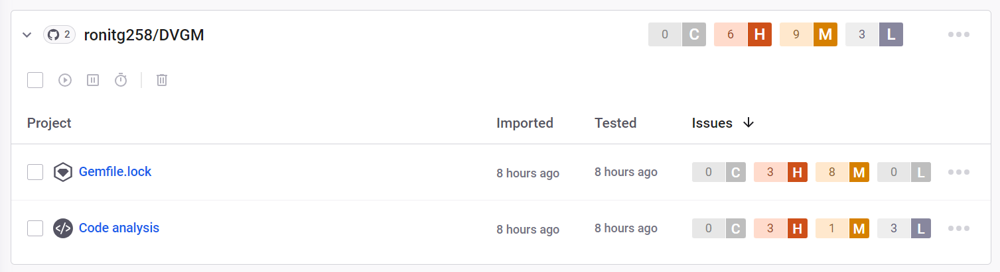 2 ronitg258/DVGM 0 C 6 H 9 M 3 L
Project Imported Tested Issues
Gemfile.lock 8 hours ago 8 hours ago 0 C 3 H 8 M 0 L
Code analysis 8 hours ago 8 hours ago 0 C 3 H 1 M 3 L